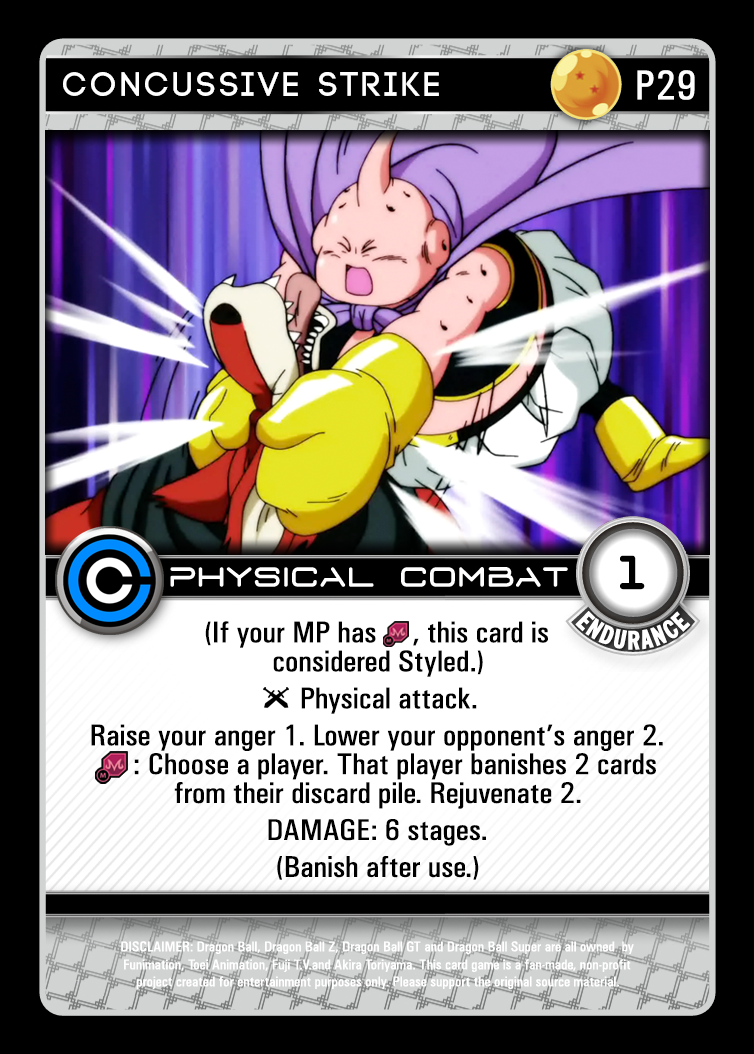 CONCUSSIVE STRIKE
P29
PHYSICAL COMBAT
1
ENDURANCE
(If your MP has , this card is
considered Styled.)
Physical attack.
Raise your anger 1. Lower your opponent's anger 2.
: Choose a player. That player banishes 2 cards
from their discard pile. Rejuvenate 2.
DAMAGE: 6 stages.
(Banish after use.)
DISCLAIMER: Dragon Ball, Dragon Ball Z, Dragon Ball GT and Dragon Ball Super are all owned by
Funimation, Toei Animation, Fuji T.V.and Akira Toriyama. This card game is a fan-made, non-profit
project created for entertainment purposes only. Please support the original source material.